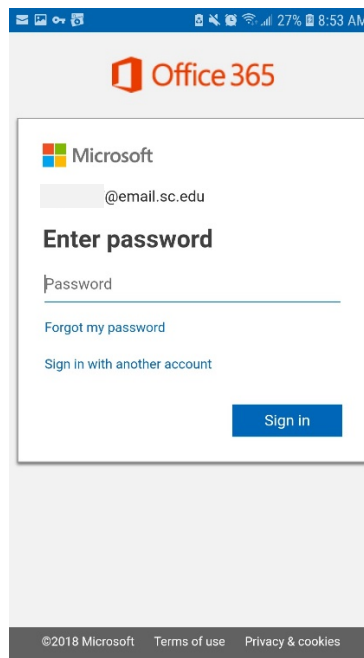 27% 8:53 AM
Office 365
Microsoft
@email.sc.edu
Enter password
Password
Forgot my password
Sign in with another account
Sign in
©2018 Microsoft Terms of use Privacy & cookies